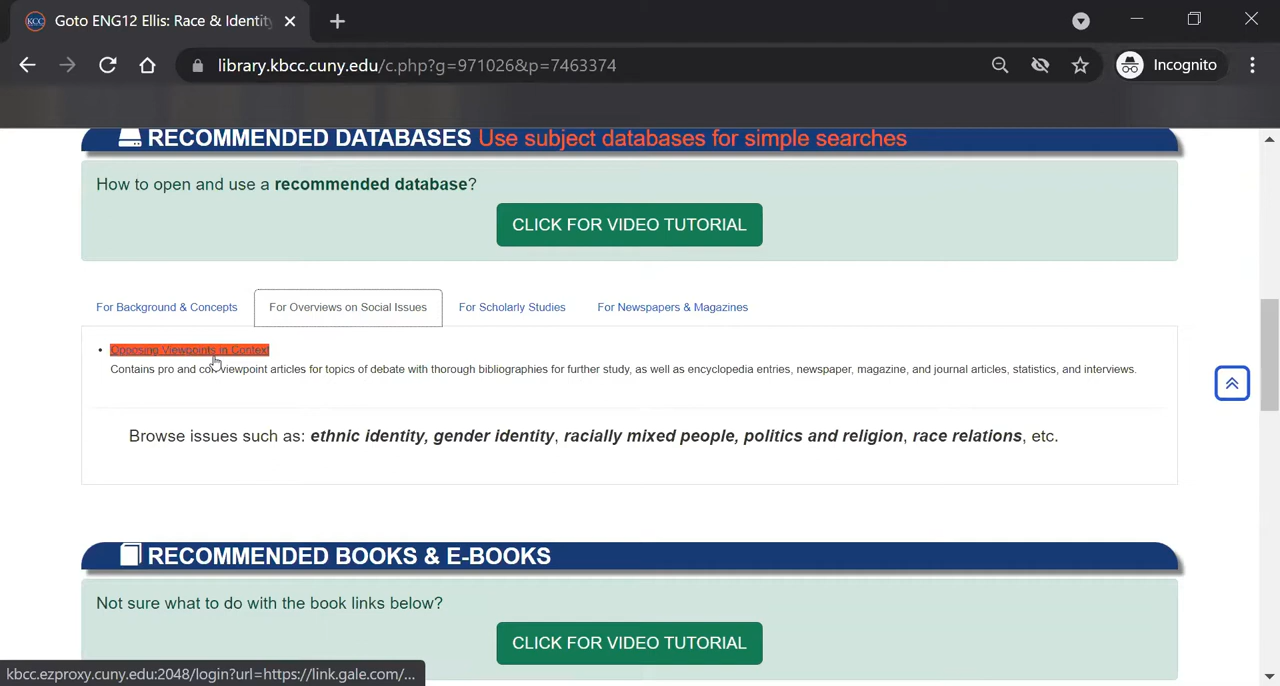 Goto ENG12 Ellis: Race & Identity
library.kbcc.cuny.edu/c.php?g=971026&p=7463374
Incognito
RECOMMENDED DATABASES Use subject databases for simple searches
How to open and use a recommended database?
CLICK FOR VIDEO TUTORIAL
For Background & Concepts
For Overviews on Social Issues
For Scholarly Studies
For Newspapers & Magazines
Opposing Viewpoints in Context
Contains pro and con viewpoint articles for topics of debate with thorough bibliographies for further study, as well as encyclopedia entries, newspaper, magazine, and journal articles, statistics, and interviews.
Browse issues such as: ethnic identity, gender identity, racially mixed people, politics and religion, race relations, etc.
RECOMMENDED BOOKS & E-BOOKS
Not sure what to do with the book links below?
CLICK FOR VIDEO TUTORIAL
kbcc.ezproxy.cuny.edu:2048/login?url=https://link.gale.com/...